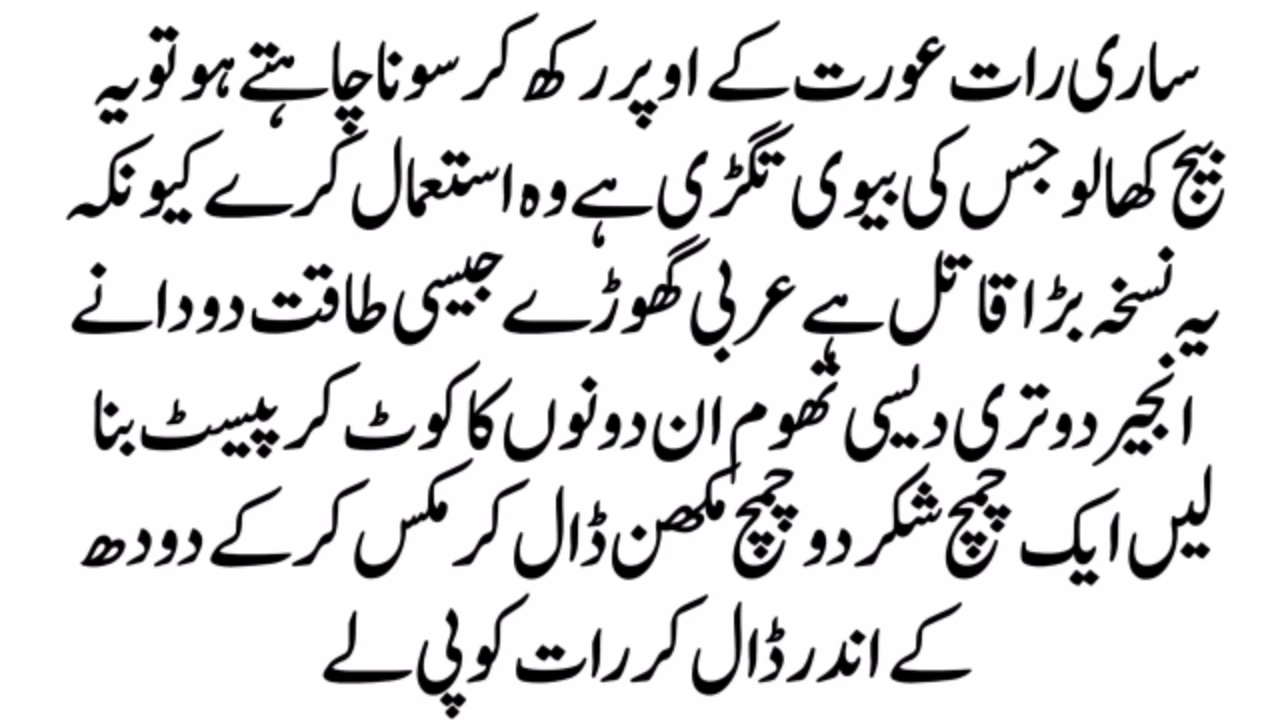 ساری رات عورت کے اوپر رکھ کر سونا چاہتے ہو تو یہ
بیج کھالو جس کی بیوی تگڑی ہے وہ استعمال کرے کیونکہ
یہ نسخہ بڑا قاتل ہے عربی گھوڑے جیسی طاقت دو دانے
انجیر دو تری دیسی تھوم ان دونوں کا کوٹ کر پیسٹ بنا
لیں ایک چمچ شکر دو چمچ مکھن ڈال کر مکس کر کے دودھ
کے اندر ڈال کر رات کو پی لے